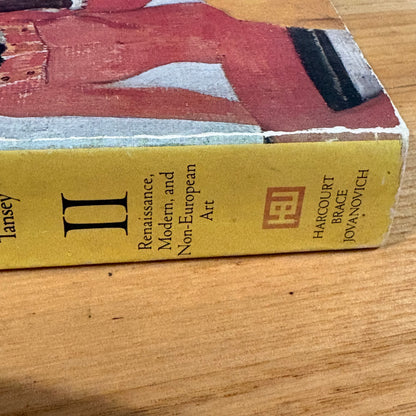 Tansey
II
Renaissance,
Modern, and
Non-European
Art
HBJ
HARCOURT
BRACE
JOVANOVICH